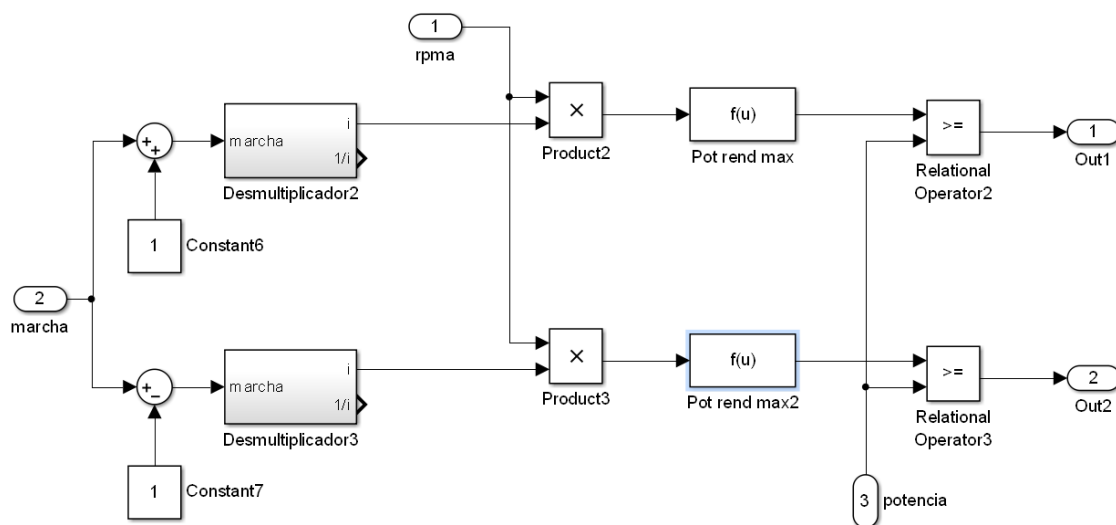 1
rpma
marcha
i
1/i
Desmultiplicador2
×
Product2
f(u)
Pot rend max
>=
Relational
Operator2
1
Out1
+
+
1
Constant6
2
marcha
+
−
marcha
i
1/i
Desmultiplicador3
×
Product3
f(u)
Pot rend max2
>=
Relational
Operator3
2
Out2
1
Constant7
3
potencia